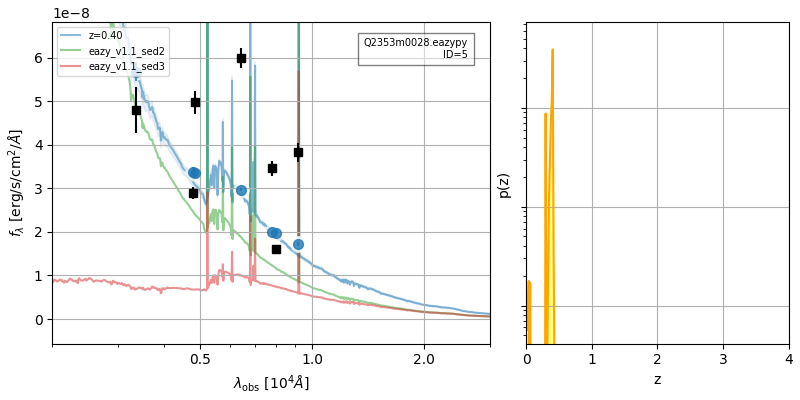 1e−8
z=0.40
eazy_v1.1_sed2
eazy_v1.1_sed3
Q2353m0028.eazypy
ID=5
f_λ [erg/s/cm²/Å]
6
5
4
3
2
1
0
0.5
1.0
2.0
λ_obs [10⁴Å]
p(z)
0
1
2
3
4
z